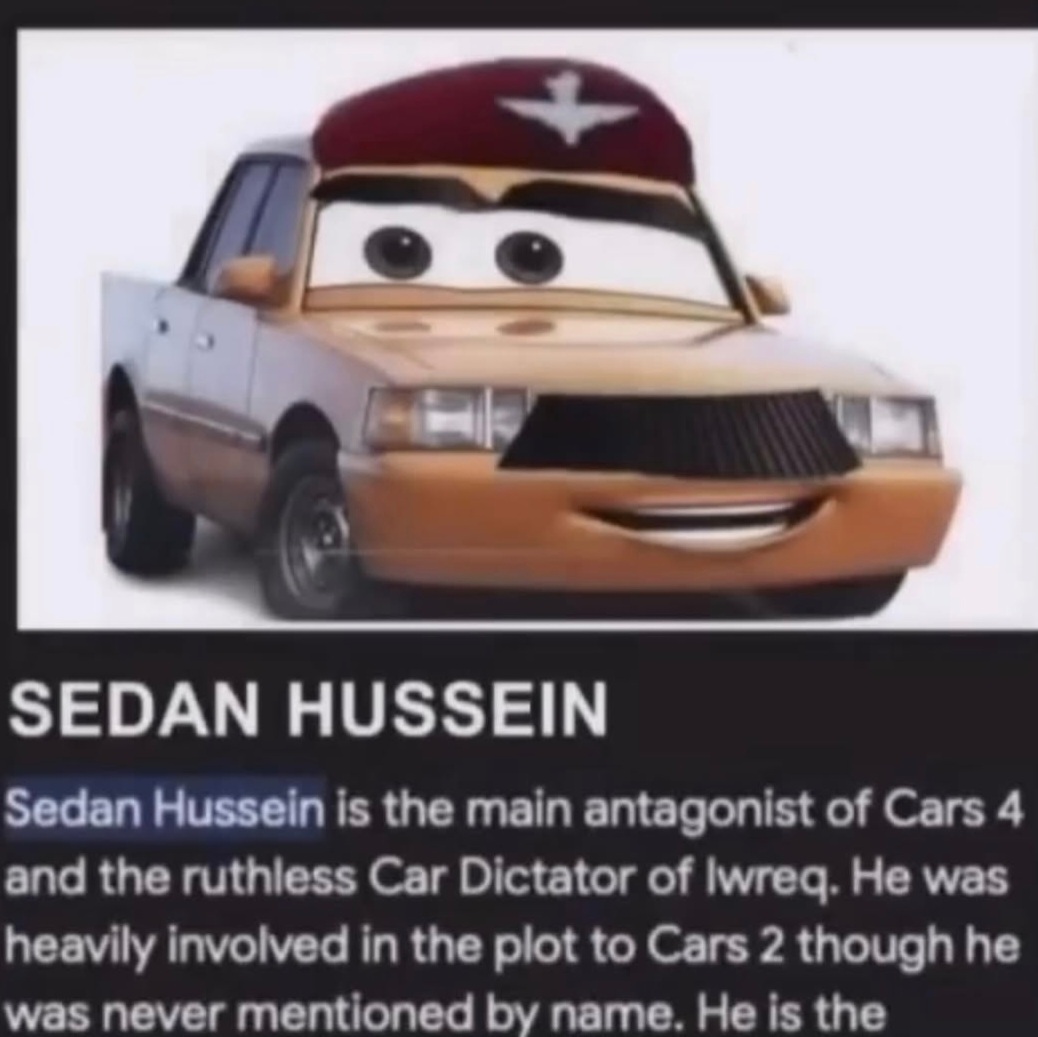 SEDAN HUSSEIN
Sedan Hussein is the main antagonist of Cars 4
and the ruthless Car Dictator of Iwreq. He was
heavily involved in the plot to Cars 2 though he
was never mentioned by name. He is the